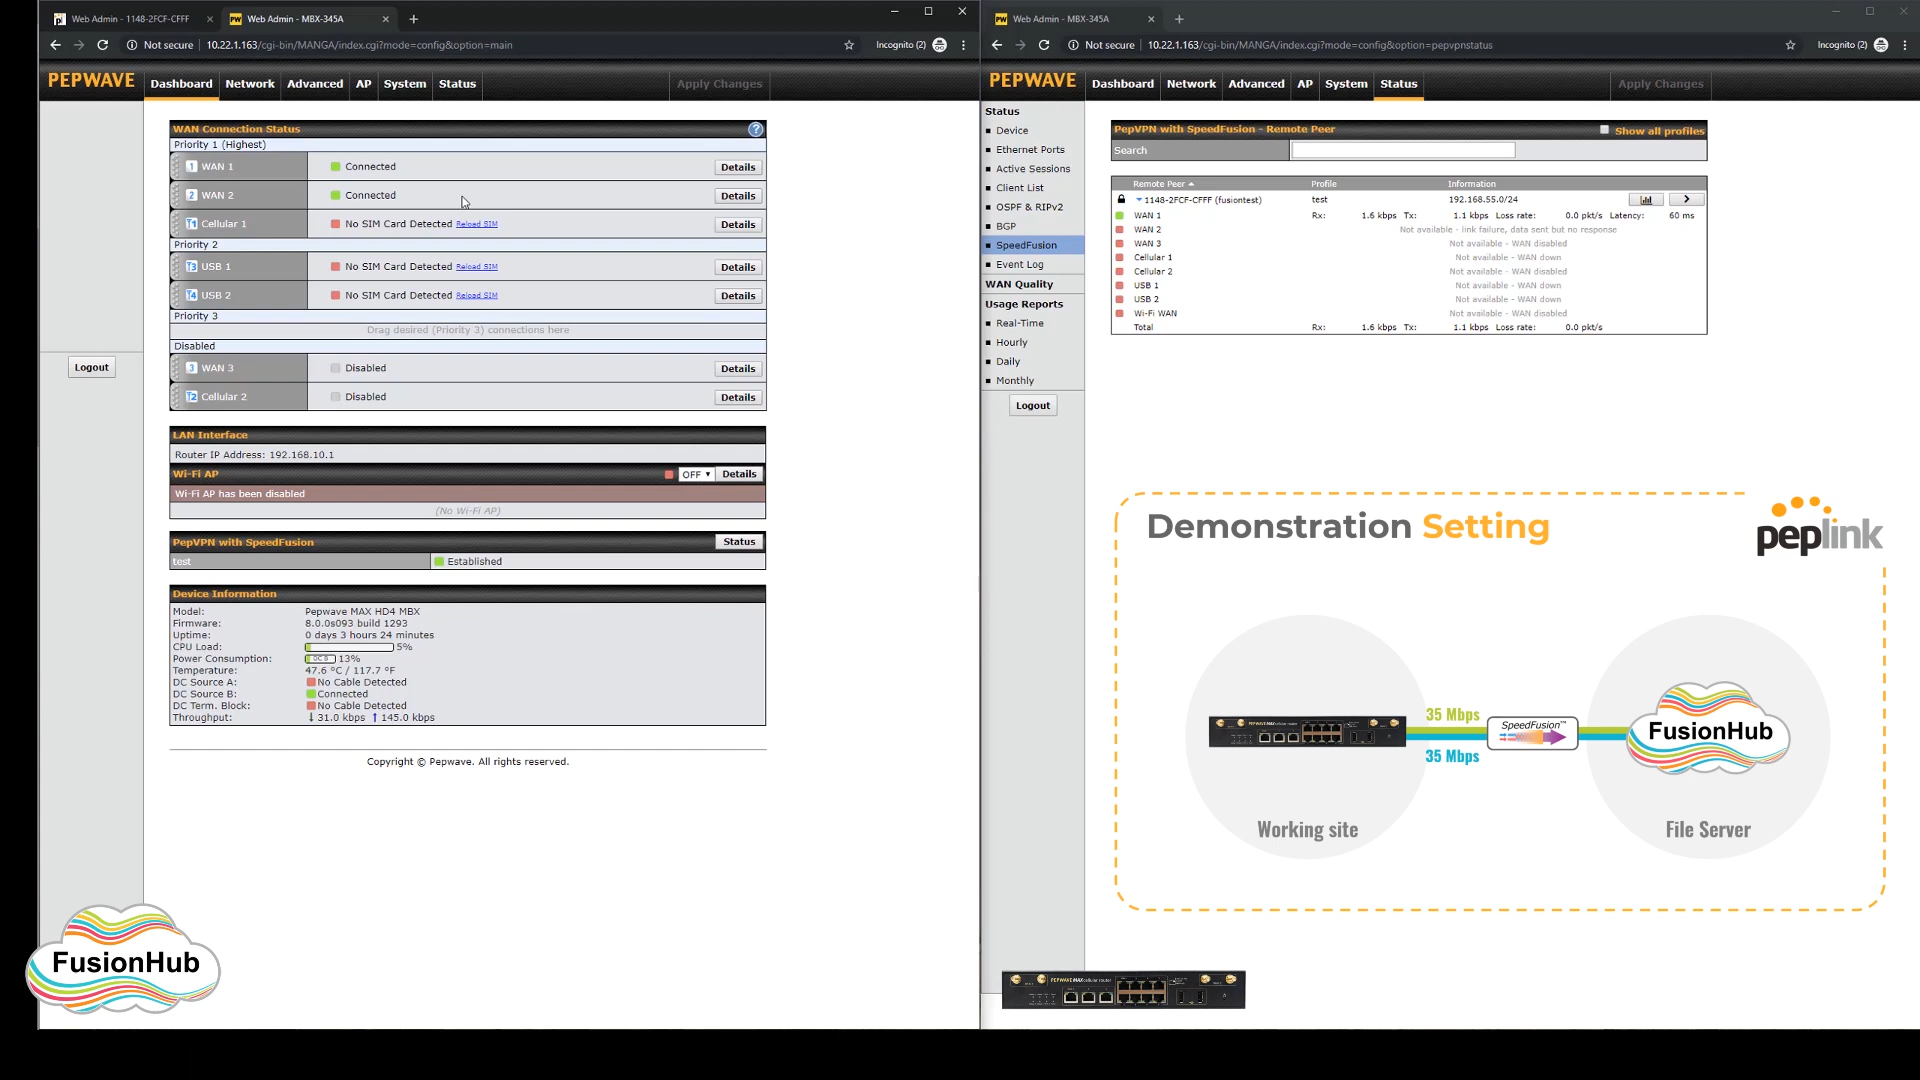 Web Admin - 1148-2FCF-CFFF
Web Admin - MBX-345A
Not secure
10.22.1.163/cgi-bin/MANGA/index.cgi?mode=config&option=main
Incognito (2)
PEPWAVE
Dashboard
Network
Advanced
AP
System
Status
Apply Changes
Logout
WAN Connection Status
Priority 1 (Highest)
1 WAN 1 Connected Details
2 WAN 2 Connected Details
Cellular 1 No SIM Card Detected Reload SIM Details
Priority 2
USB 1 No SIM Card Detected Reload SIM Details
USB 2 No SIM Card Detected Reload SIM Details
Priority 3
Drag desired (Priority 3) connections here
Disabled
3 WAN 3 Disabled Details
Cellular 2 Disabled Details
LAN Interface
Router IP Address: 192.168.10.1
Wi-Fi AP OFF Details
Wi-Fi AP has been disabled
(No Wi-Fi AP)
PepVPN with SpeedFusion Status
test Established
Device Information
Model: Pepwave MAX HD4 MBX
Firmware: 8.0.0s093 build 1293
Uptime: 0 days 3 hours 24 minutes
CPU Load: 5%
Power Consumption: DC B 13%
Temperature: 47.6 °C / 117.7 °F
DC Source A: No Cable Detected
DC Source B: Connected
DC Term. Block: No Cable Detected
Throughput: 31.0 kbps 145.0 kbps
Copyright © Pepwave. All rights reserved.
FusionHub
Web Admin - MBX-345A
Not secure
10.22.1.163/cgi-bin/MANGA/index.cgi?mode=config&option=pepvpnstatus
Incognito (2)
PEPWAVE
Dashboard
Network
Advanced
AP
System
Status
Apply Changes
Status
Device
Ethernet Ports
Active Sessions
Client List
OSPF & RIPv2
BGP
SpeedFusion
Event Log
WAN Quality
Usage Reports
Real-Time
Hourly
Daily
Monthly
Logout
PepVPN with SpeedFusion - Remote Peer Show all profiles
Search
Remote Peer Profile Information
1148-2FCF-CFFF (fusiontest) test 192.168.55.0/24
WAN 1 Rx: 1.6 kbps Tx: 1.1 kbps Loss rate: 0.0 pkt/s Latency: 60 ms
WAN 2 Not available - link failure, data sent but no response
WAN 3 Not available - WAN disabled
Cellular 1 Not available - WAN down
Cellular 2 Not available - WAN disabled
USB 1 Not available - WAN down
USB 2 Not available - WAN down
Wi-Fi WAN Not available - WAN disabled
Total Rx: 1.6 kbps Tx: 1.1 kbps Loss rate: 0.0 pkt/s
Demonstration Setting
peplink
35 Mbps
35 Mbps
SpeedFusion™
FusionHub
Working site
File Server